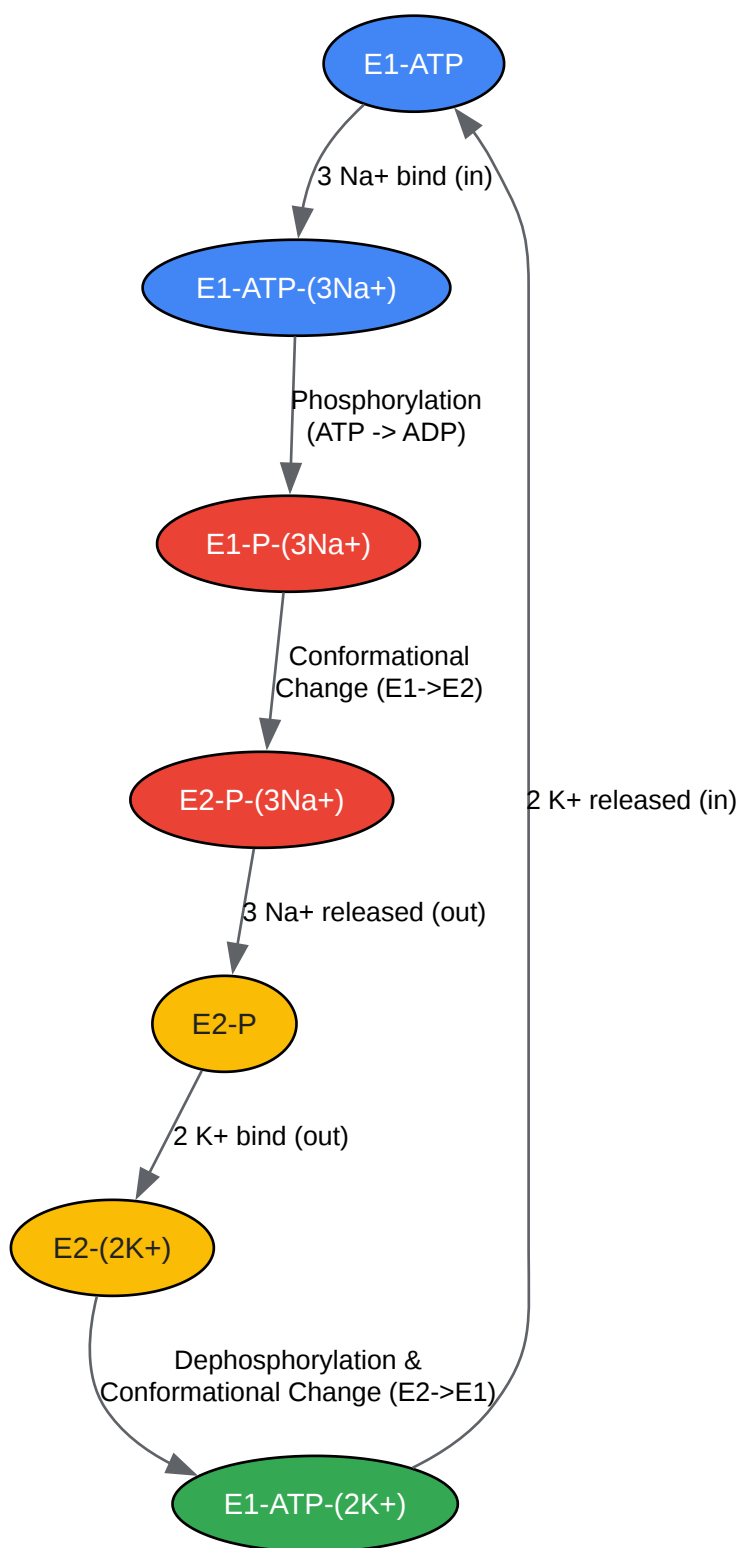 E1-ATP
3 Na+ bind (in)
E1-ATP-(3Na+)
Phosphorylation
(ATP -> ADP)
E1-P-(3Na+)
Conformational
Change (E1->E2)
E2-P-(3Na+)
2 K+ released (in)
3 Na+ released (out)
E2-P
2 K+ bind (out)
E2-(2K+)
Dephosphorylation &
Conformational Change (E2->E1)
E1-ATP-(2K+)